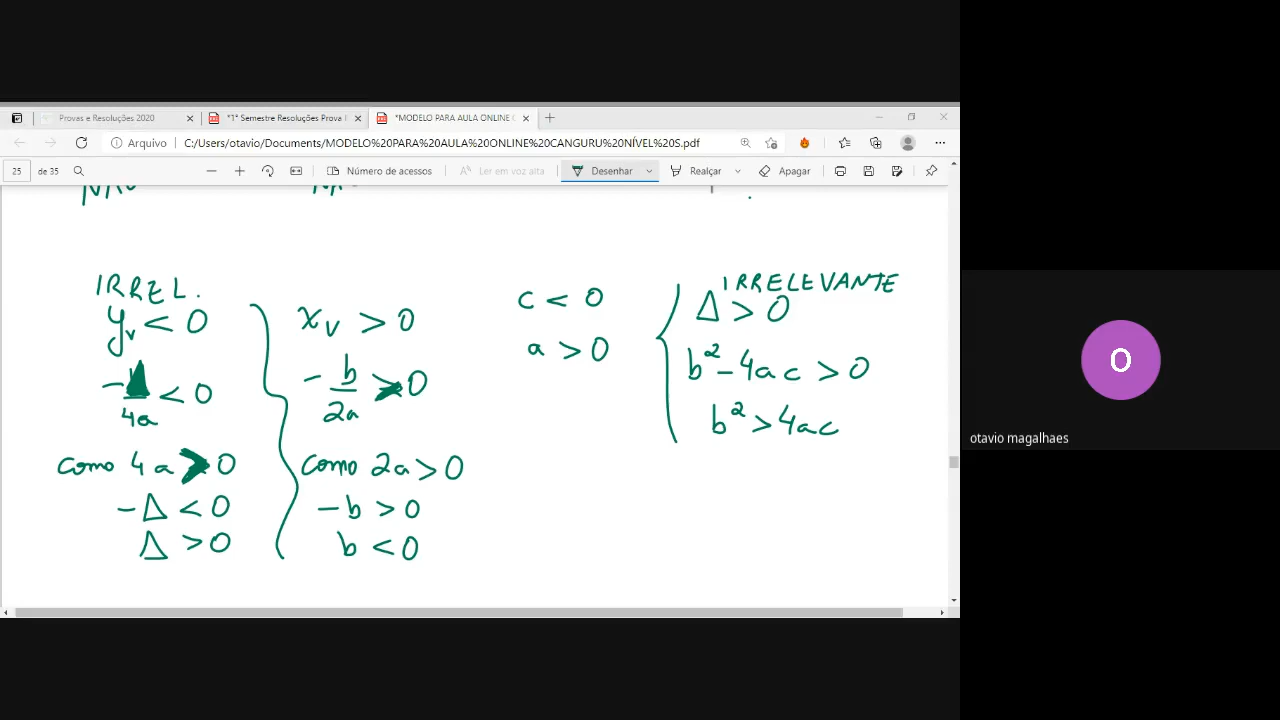 Provas e Resoluções 2020
*1° Semestre Resoluções Prova
*MODELO PARA AULA ONLINE C
Arquivo
C:/Users/otavio/Documents/MODELO%20PARA%20AULA%20ONLINE%20CANGURU%20NÍVEL%20S.pdf
25 de 35
Número de acessos
Ler em voz alta
Desenhar
Realçar
Apagar
IRREL.
yv < 0
-Δ/4a < 0
como 4a > 0
-Δ < 0
Δ > 0
xv > 0
-b/2a > 0
como 2a > 0
-b > 0
b < 0
c < 0
a > 0
IRRELEVANTE
Δ > 0
b² - 4ac > 0
b² > 4ac
O
otavio magalhaes